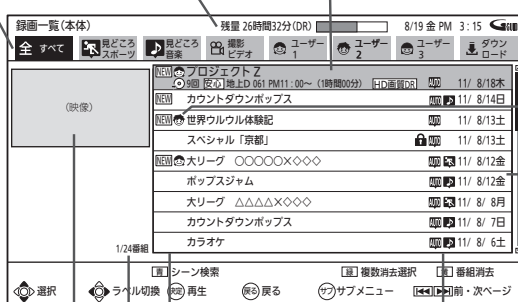 録画一覧(本体) 残量 26時間32分(DR) 8/19 金 PM 3:15
全 すべて 見どころ スポーツ 見どころ 音楽 撮影 ビデオ ユーザー 1 ユーザー 2 ユーザー 3 ダウン ロード
(映像)
NEW プロジェクトZ
9回 安心 地上D 061 PM11:00~ (1時間00分) HD画質DR 11/ 8/18木
NEW カウントダウンポップス 11/ 8/14日
NEW 世界ウルウル体験記 11/ 8/13土
スペシャル「京都」 11/ 8/13土
NEW 大リーグ ○○○○○×◇◇◇ 11/ 8/12金
ポップスジャム 11/ 8/12金
大リーグ △△△△×◇◇◇ 11/ 8/ 8月
カウントダウンポップス 11/ 8/ 7日
カラオケ 11/ 8/ 6土
1/24番組
青 シーン検索 緑 複数消去選択 番組消去
選択 ラベル切換 決定 再生 戻る 戻る サブ サブメニュー 前・次ページ